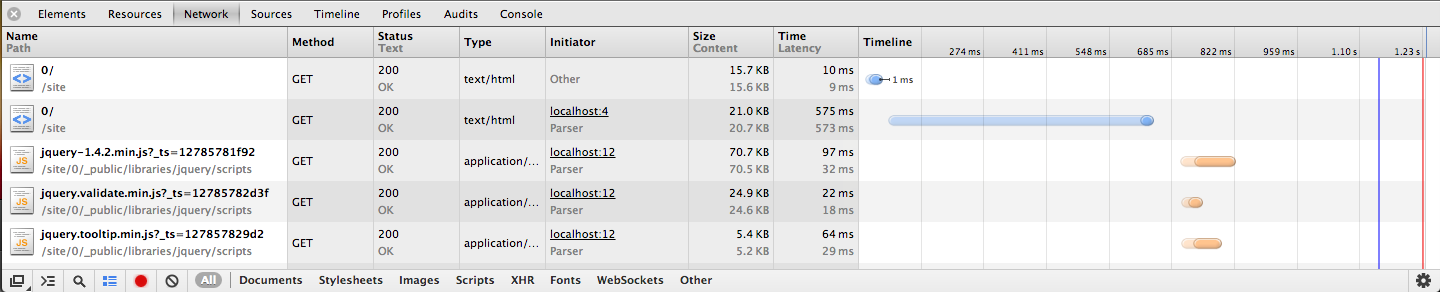 Elements Resources Network Sources Timeline Profiles Audits Console
Name Method Status Type Initiator Size Time Timeline
Path Text Content Latency
274 ms 411 ms 548 ms 685 ms 822 ms 959 ms 1.10 s 1.23 s
0/ GET 200 text/html Other 15.7 KB 10 ms 1 ms
/site OK 15.6 KB 9 ms
0/ GET 200 text/html localhost:4 21.0 KB 575 ms
/site OK Parser 20.7 KB 573 ms
jquery-1.4.2.min.js?_ts=12785781f92 GET 200 application/... localhost:12 70.7 KB 97 ms
/site/0/_public/libraries/jquery/scripts OK Parser 70.5 KB 32 ms
jquery.validate.min.js?_ts=12785782d3f GET 200 application/... localhost:12 24.9 KB 22 ms
/site/0/_public/libraries/jquery/scripts OK Parser 24.6 KB 18 ms
jquery.tooltip.min.js?_ts=127857829d2 GET 200 application/... localhost:12 5.4 KB 64 ms
/site/0/_public/libraries/jquery/scripts OK Parser 5.2 KB 29 ms
All Documents Stylesheets Images Scripts XHR Fonts WebSockets Other